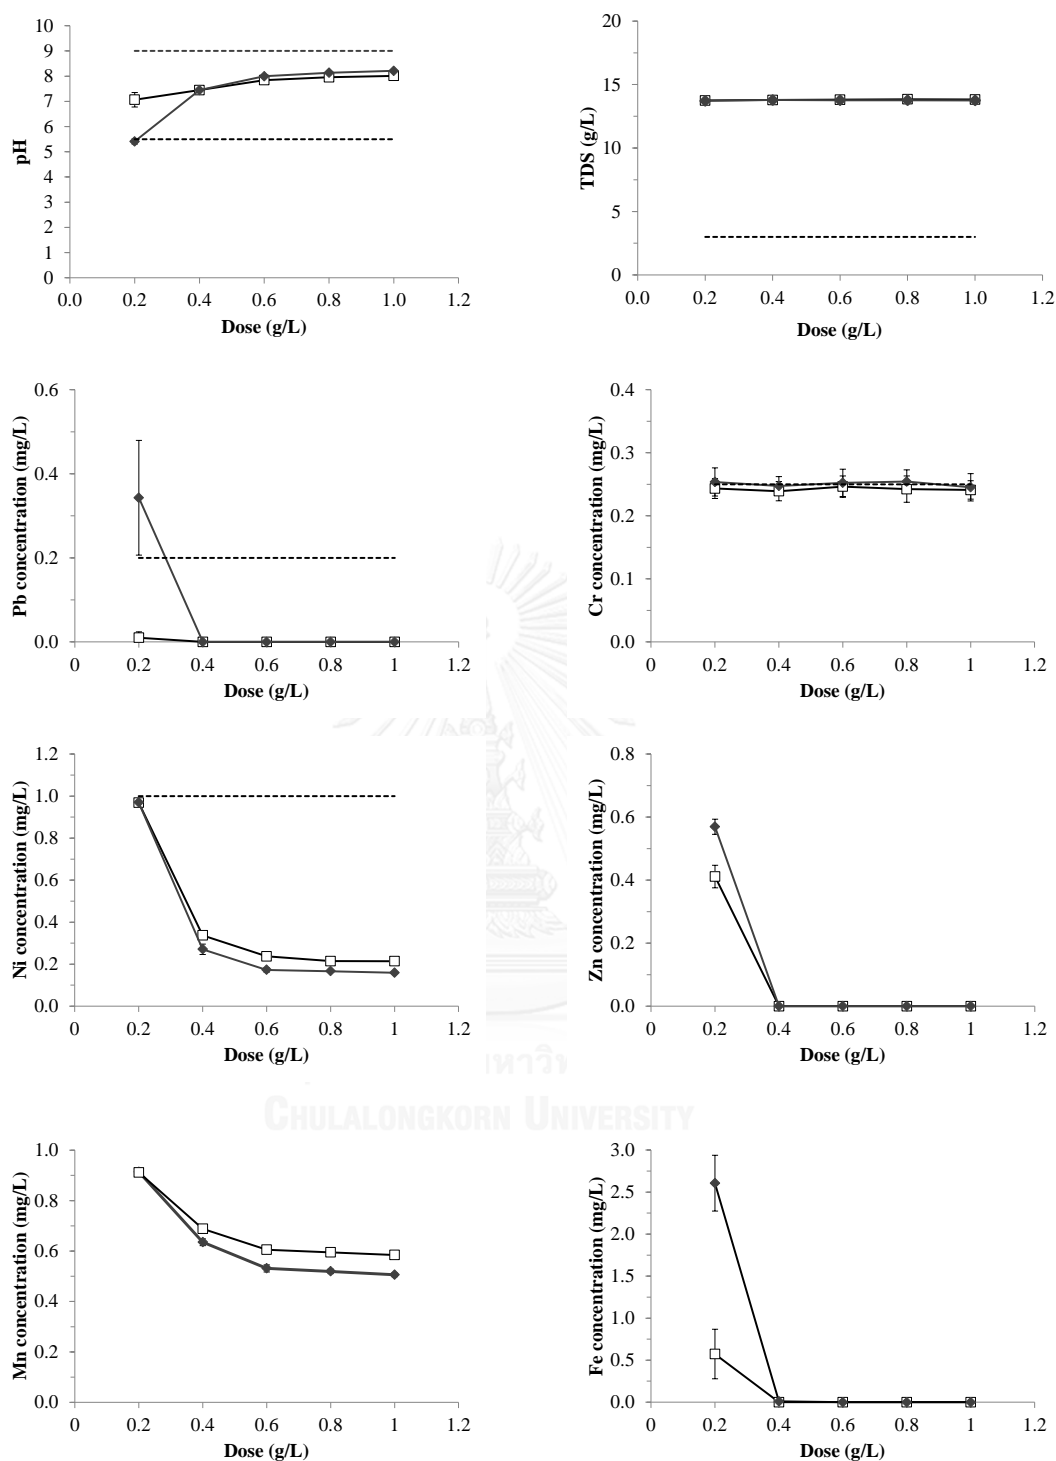 10
9
8
7
6
5
4
3
2
1
0
pH
0.0 0.2 0.4 0.6 0.8 1.0 1.2
Dose (g/L)
20
15
10
5
0
TDS (g/L)
0.0 0.2 0.4 0.6 0.8 1.0 1.2
Dose (g/L)
0.6
0.4
0.2
0.0
Pb concentration (mg/L)
0 0.2 0.4 0.6 0.8 1 1.2
Dose (g/L)
0.4
0.3
0.2
0.1
0.0
Cr concentration (mg/L)
0 0.2 0.4 0.6 0.8 1 1.2
Dose (g/L)
1.2
1.0
0.8
0.6
0.4
0.2
0.0
Ni concentration (mg/L)
0 0.2 0.4 0.6 0.8 1 1.2
Dose (g/L)
0.8
0.6
0.4
0.2
0.0
Zn concentration (mg/L)
0 0.2 0.4 0.6 0.8 1 1.2
Dose (g/L)
CHULALONGKORN UNIVERSITY
1.0
0.8
0.6
0.4
0.2
0.0
Mn concentration (mg/L)
0 0.2 0.4 0.6 0.8 1 1.2
Dose (g/L)
3.0
2.5
2.0
1.5
1.0
0.5
0.0
Fe concentration (mg/L)
0 0.2 0.4 0.6 0.8 1 1.2
Dose (g/L)